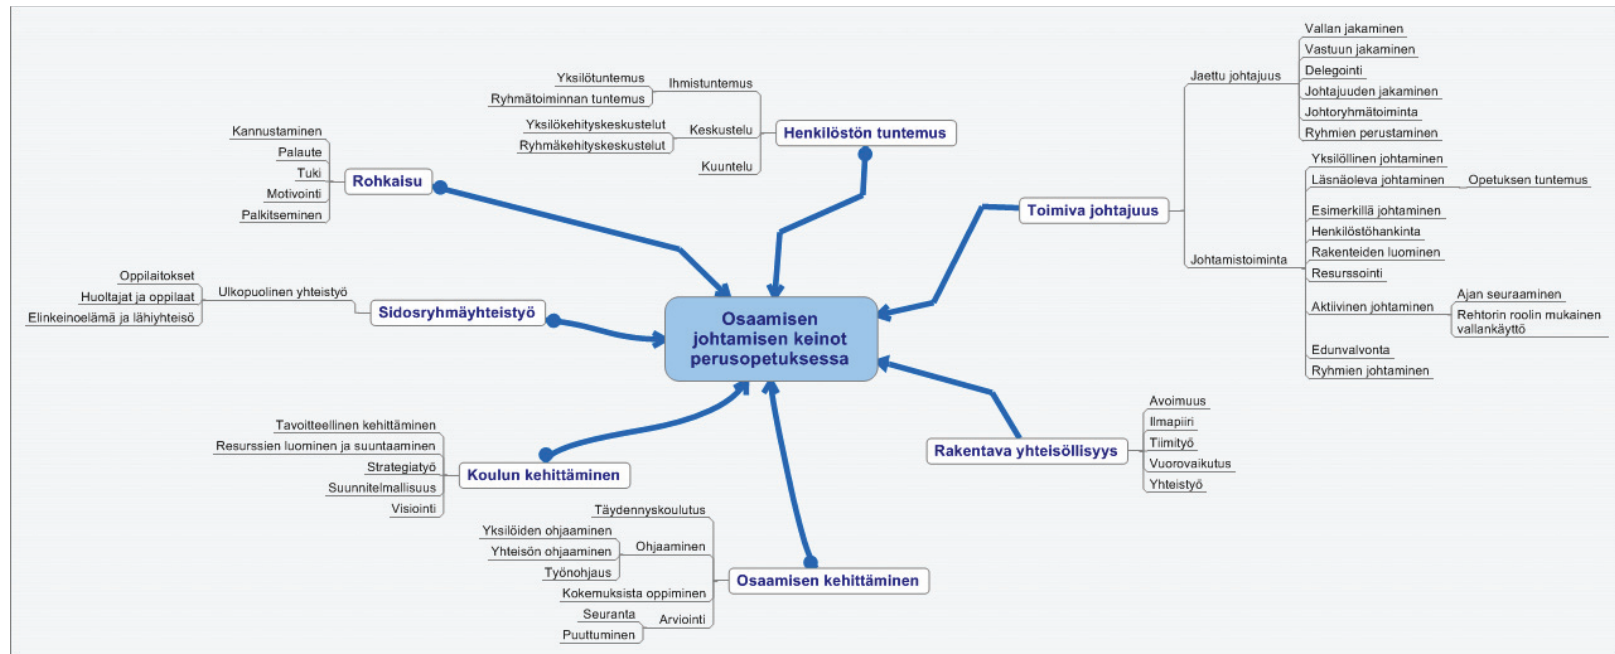 Osaamisen
johtamisen keinot
perusopetuksessa
Henkilöstön tuntemus
Ihmistuntemus
Yksilötuntemus
Ryhmätoiminnan tuntemus
Keskustelu
Yksilökehityskeskustelut
Ryhmäkehityskeskustelut
Kuuntelu
Toimiva johtajuus
Jaettu johtajuus
Vallan jakaminen
Vastuun jakaminen
Delegointi
Johtajuuden jakaminen
Johtoryhmätoiminta
Ryhmien perustaminen
Johtamistoiminta
Yksilöllinen johtaminen
Läsnäoleva johtaminen
Opetuksen tuntemus
Esimerkillä johtaminen
Henkilöstöhankinta
Rakenteiden luominen
Resurssointi
Aktiivinen johtaminen
Ajan seuraaminen
Rehtorin roolin mukainen
vallankäyttö
Edunvalvonta
Ryhmien johtaminen
Rakentava yhteisöllisyys
Avoimuus
Ilmapiiri
Tiimityö
Vuorovaikutus
Yhteistyö
Osaamisen kehittäminen
Täydennyskoulutus
Ohjaaminen
Yksilöiden ohjaaminen
Yhteisön ohjaaminen
Työnohjaus
Kokemuksista oppiminen
Arviointi
Seuranta
Puuttuminen
Koulun kehittäminen
Tavoitteellinen kehittäminen
Resurssien luominen ja suuntaaminen
Strategiatyö
Suunnitelmallisuus
Visiointi
Sidosryhmäyhteistyö
Ulkopuolinen yhteistyö
Oppilaitokset
Huoltajat ja oppilaat
Elinkeinoelämä ja lähiyhteisö
Rohkaisu
Kannustaminen
Palaute
Tuki
Motivointi
Palkitseminen